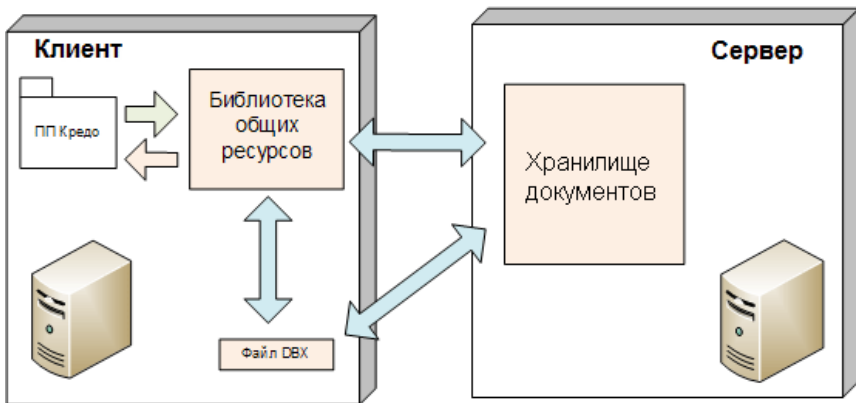 Клиент
ПП Кредо
Библиотека
общих
ресурсов
Файл DBX
Сервер
Хранилище
документов